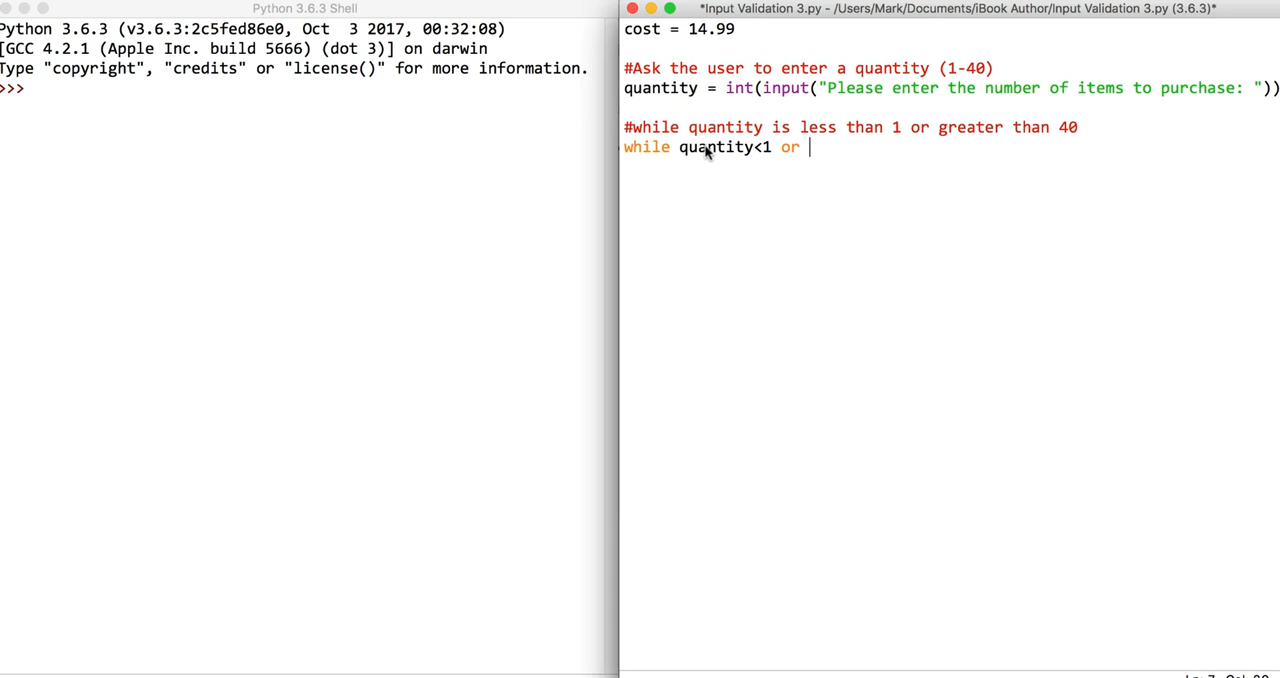 Python 3.6.3 Shell
Python 3.6.3 (v3.6.3:2c5fed86e0, Oct  3 2017, 00:32:08)
[GCC 4.2.1 (Apple Inc. build 5666) (dot 3)] on darwin
Type "copyright", "credits" or "license()" for more information.
>>>
*Input Validation 3.py - /Users/Mark/Documents/iBook Author/Input Validation 3.py (3.6.3)*
cost = 14.99
#Ask the user to enter a quantity (1-40)
quantity = int(input("Please enter the number of items to purchase: "))
#while quantity is less than 1 or greater than 40
while quantity<1 or